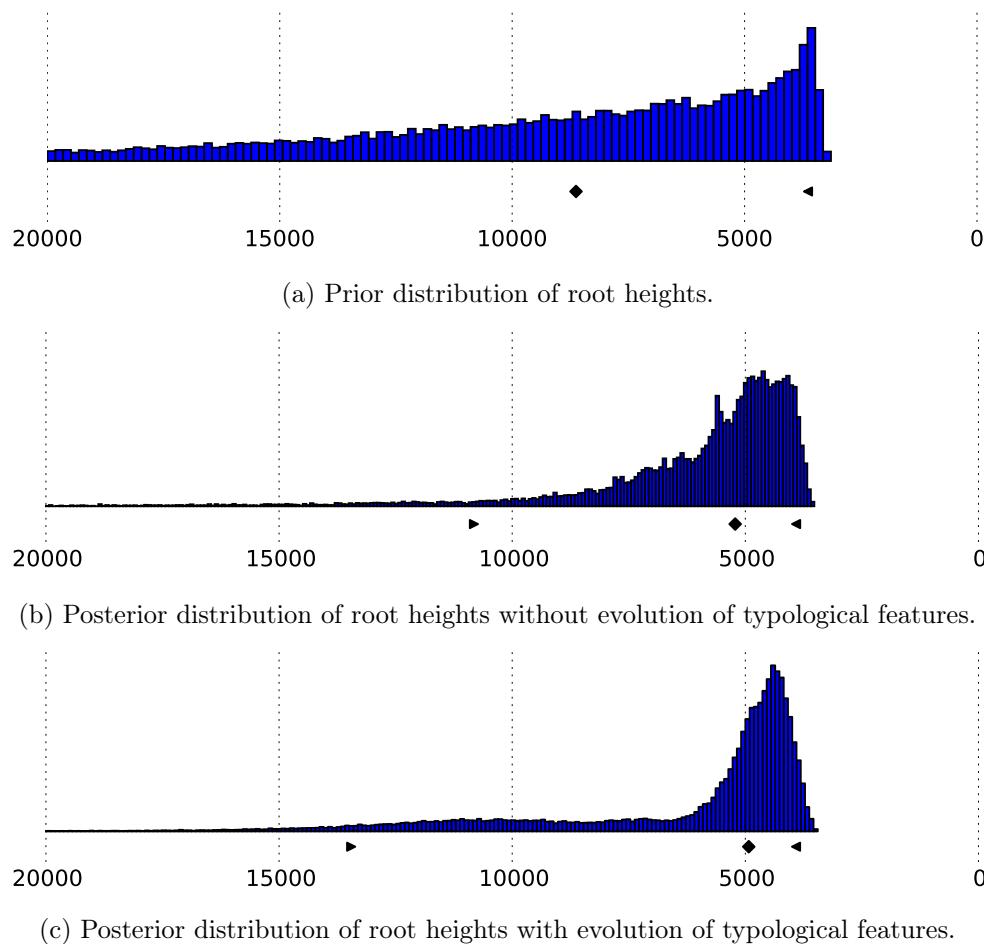 20000 15000 10000 5000 0
(a) Prior distribution of root heights.
20000 15000 10000 5000 0
(b) Posterior distribution of root heights without evolution of typological features.
20000 15000 10000 5000 0
(c) Posterior distribution of root heights with evolution of typological features.